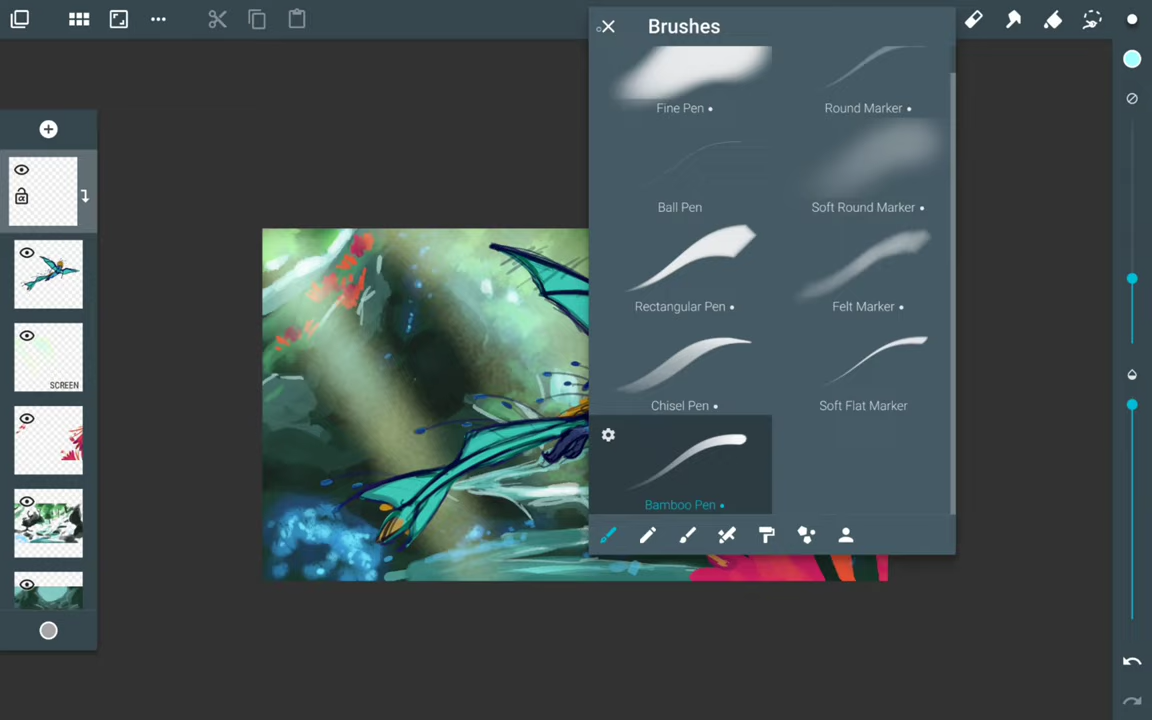 Brushes
Fine Pen •
Round Marker •
Ball Pen
Soft Round Marker •
Rectangular Pen •
Felt Marker •
Chisel Pen •
Soft Flat Marker
Bamboo Pen •
SCREEN